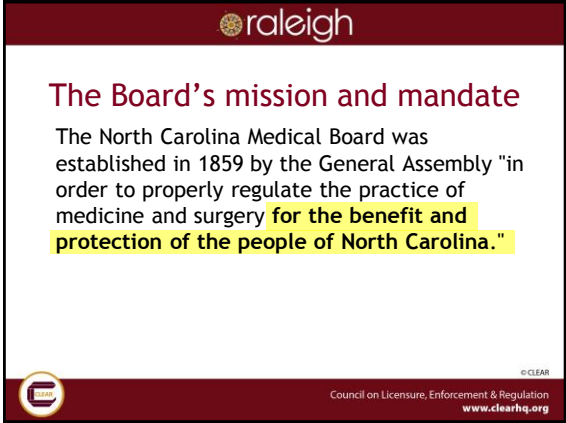 raleigh
The Board’s mission and mandate
The North Carolina Medical Board was
established in 1859 by the General Assembly "in
order to properly regulate the practice of
medicine and surgery for the benefit and
protection of the people of North Carolina."
© CLEAR
CLEAR
Council on Licensure, Enforcement & Regulation
www.clearhq.org